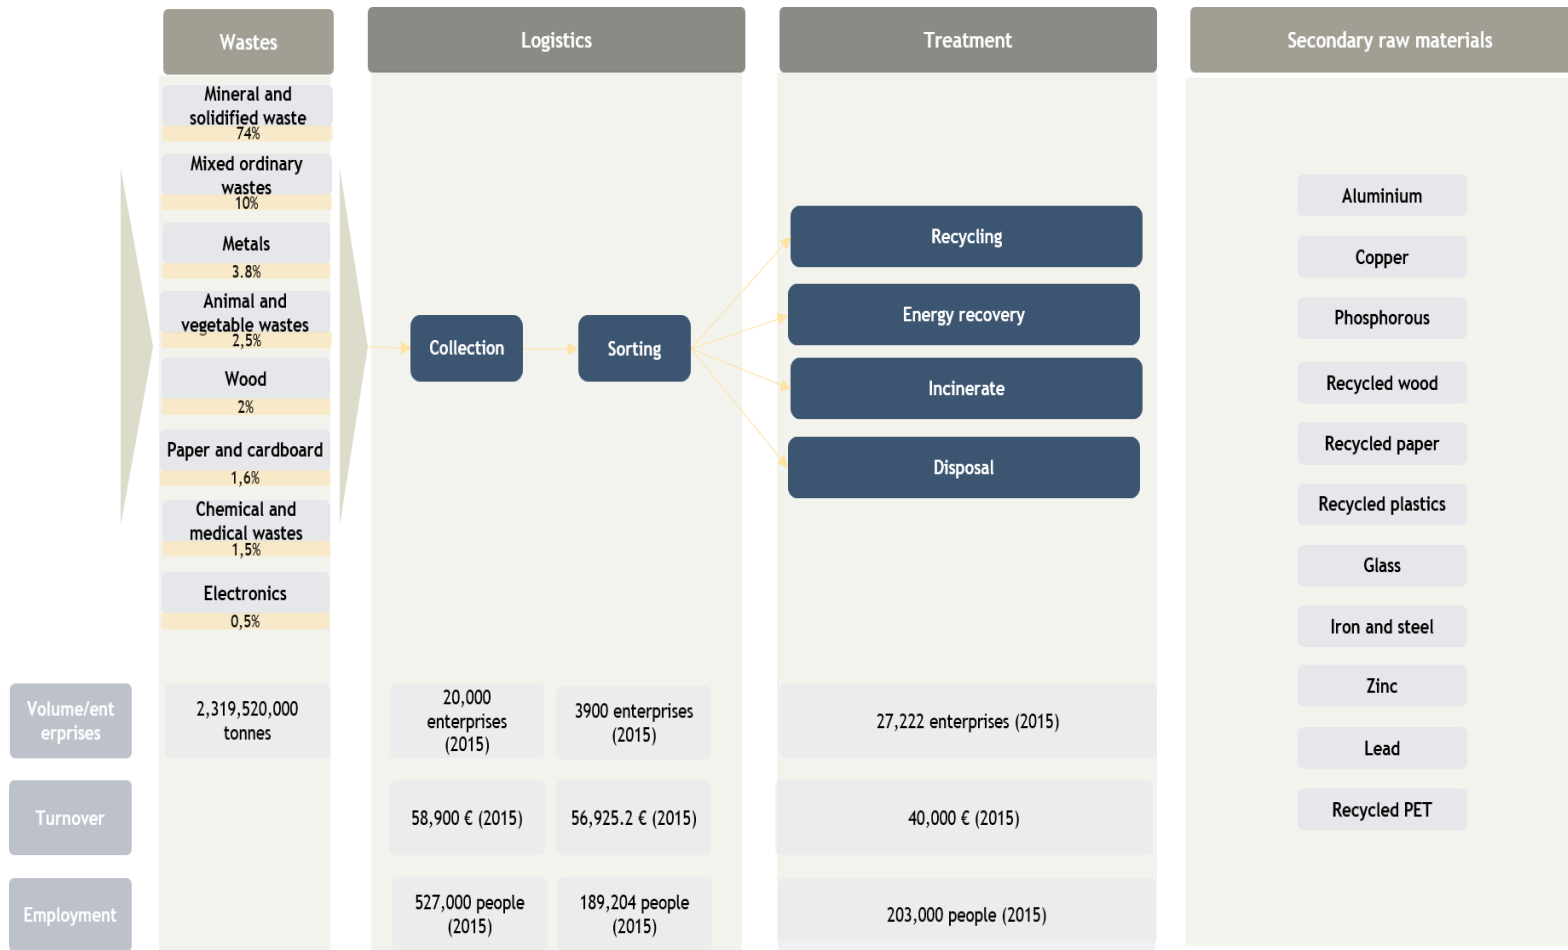 Wastes
Logistics
Treatment
Secondary raw materials
Mineral and
solidified waste
74%
Mixed ordinary
wastes
10%
Metals
3.8%
Animal and
vegetable wastes
2,5%
Wood
2%
Paper and cardboard
1,6%
Chemical and
medical wastes
1,5%
Electronics
0,5%
Collection
Sorting
Recycling
Energy recovery
Incinerate
Disposal
Aluminium
Copper
Phosphorous
Recycled wood
Recycled paper
Recycled plastics
Glass
Iron and steel
Zinc
Lead
Recycled PET
Volume/ent
erprises
2,319,520,000
tonnes
20,000
enterprises
(2015)
3900 enterprises
(2015)
27,222 enterprises (2015)
Turnover
58,900 € (2015)
56,925.2 € (2015)
40,000 € (2015)
Employment
527,000 people
(2015)
189,204 people
(2015)
203,000 people (2015)